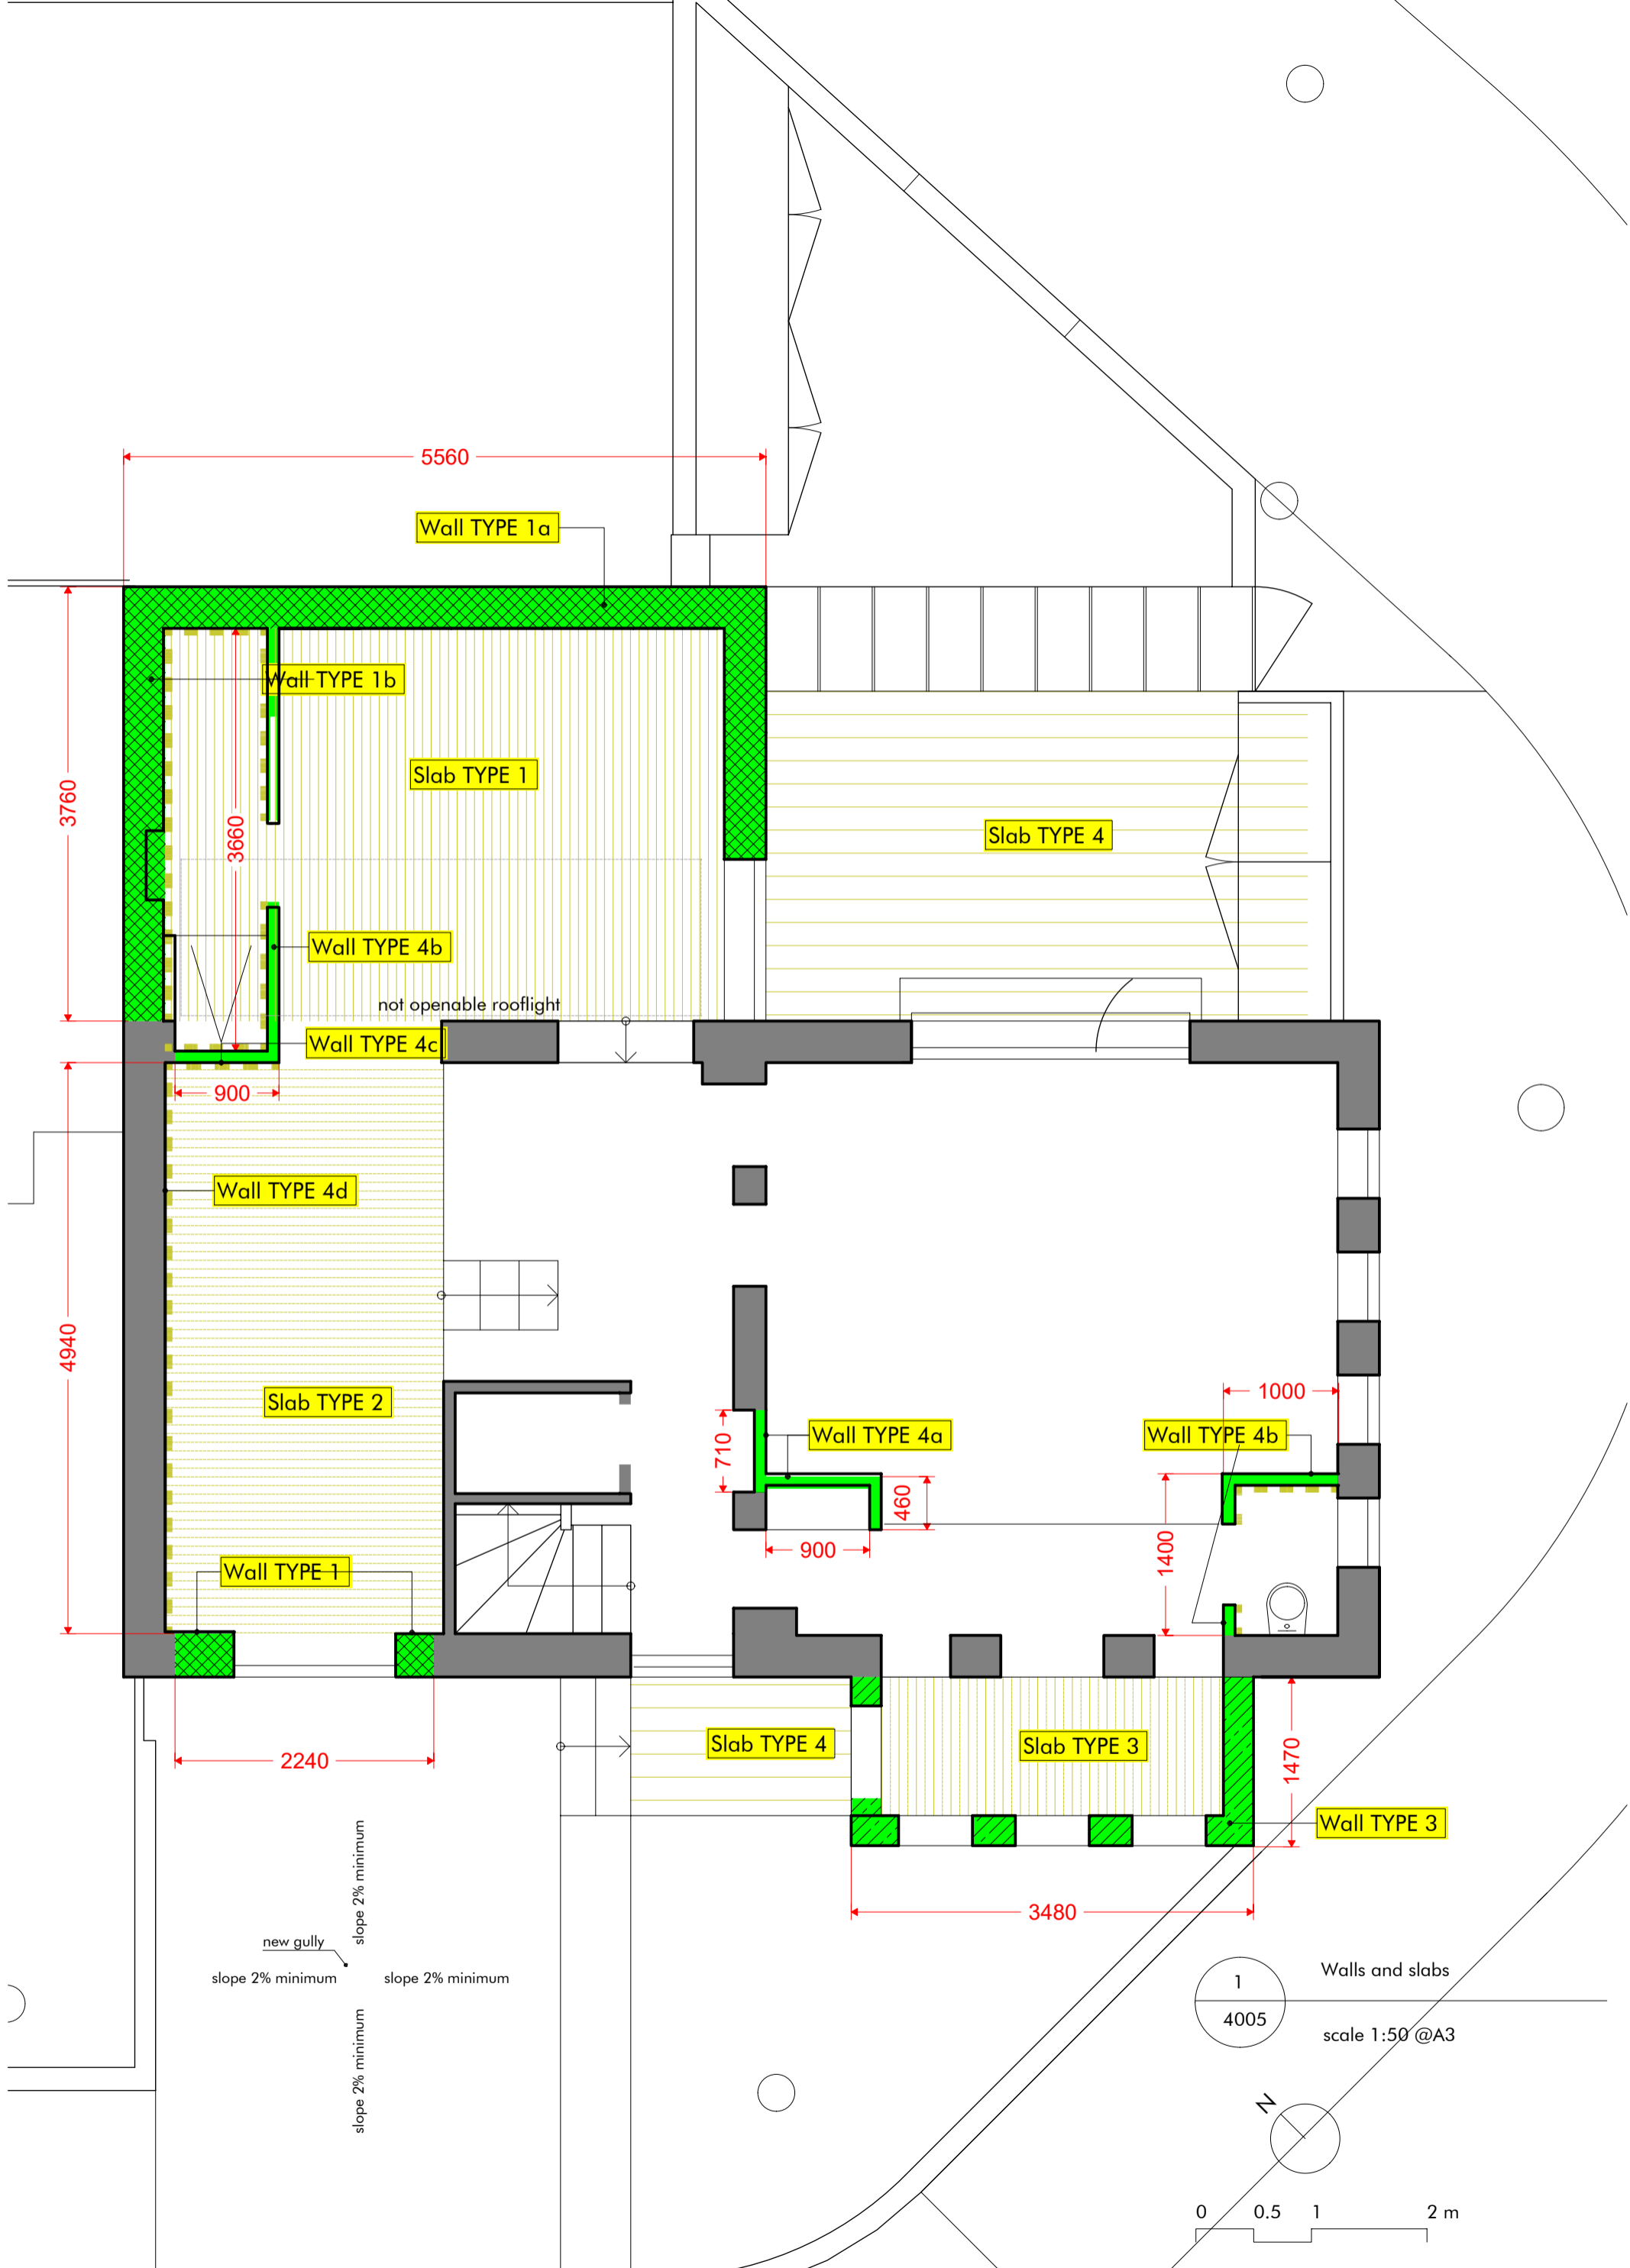 5560
Wall TYPE 1a
Wall TYPE 1b
Slab TYPE 1
3760
3660
Slab TYPE 4
Wall TYPE 4b
not openable rooflight
Wall TYPE 4c
900
Wall TYPE 4d
4940
Slab TYPE 2
1000
710
Wall TYPE 4a
Wall TYPE 4b
460
900
1400
Wall TYPE 1
2240
Slab TYPE 4
Slab TYPE 3
1470
Wall TYPE 3
3480
slope 2% minimum
new gully
slope 2% minimum
slope 2% minimum
slope 2% minimum
1
4005
Walls and slabs
scale 1:50 @A3
N
0 0.5 1 2 m